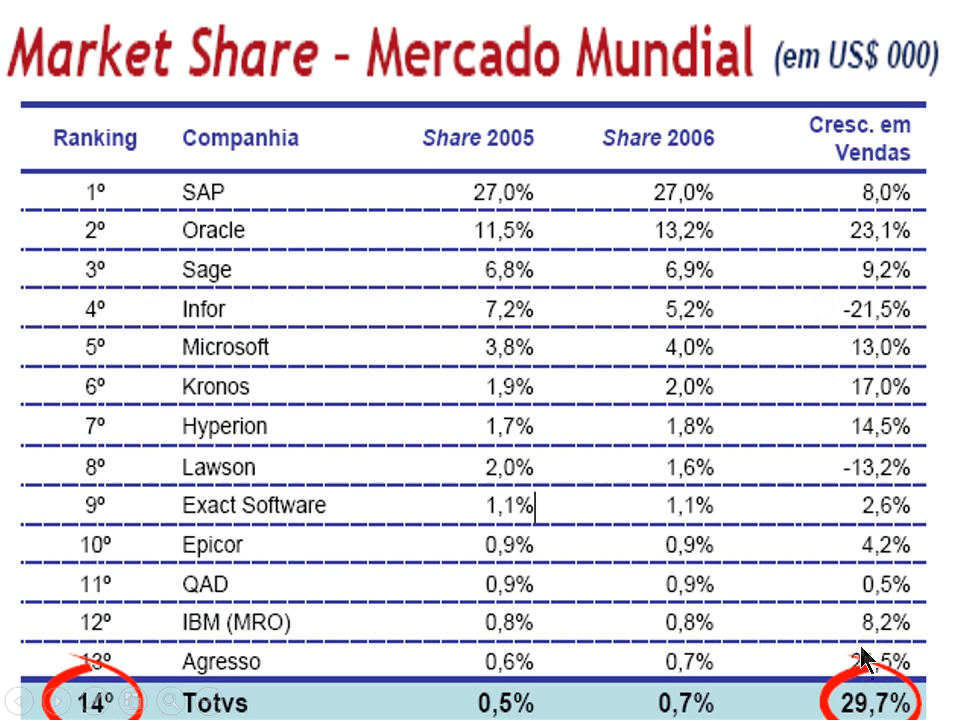 Market Share - Mercado Mundial (em US$ 000)
Ranking Companhia Share 2005 Share 2006 Cresc. em Vendas
1º SAP 27,0% 27,0% 8,0%
2º Oracle 11,5% 13,2% 23,1%
3º Sage 6,8% 6,9% 9,2%
4º Infor 7,2% 5,2% -21,5%
5º Microsoft 3,8% 4,0% 13,0%
6º Kronos 1,9% 2,0% 17,0%
7º Hyperion 1,7% 1,8% 14,5%
8º Lawson 2,0% 1,6% -13,2%
9º Exact Software 1,1% 1,1% 2,6%
10º Epicor 0,9% 0,9% 4,2%
11º QAD 0,9% 0,9% 0,5%
12º IBM (MRO) 0,8% 0,8% 8,2%
13º Agresso 0,6% 0,7%
14º Totvs 0,5% 0,7% 29,7%